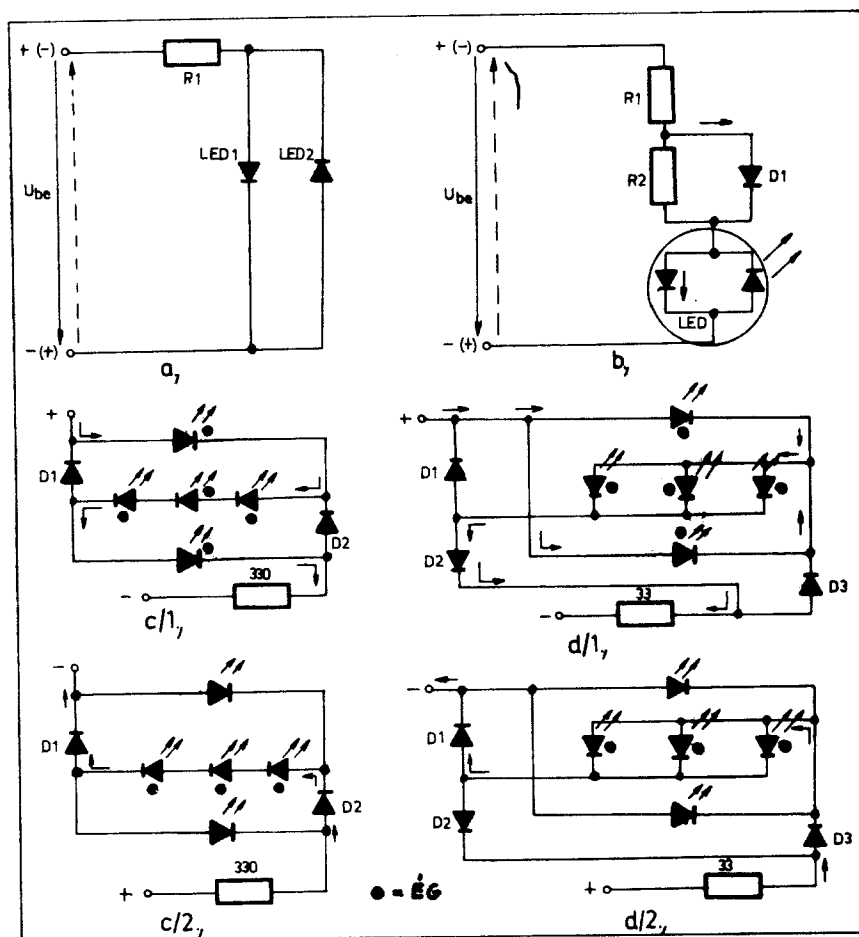 + (-)
R1
LED1
LED2
Ube
- (+)
a,
+ (-)
R1
R2
D1
Ube
LED
- (+)
b,
+
D1
D2
330
-
c/1,
+
D1
D2
D3
33
-
d/1,
-
D1
D2
330
+
c/2,
● = ÉG
-
D1
D2
D3
33
+
d/2,